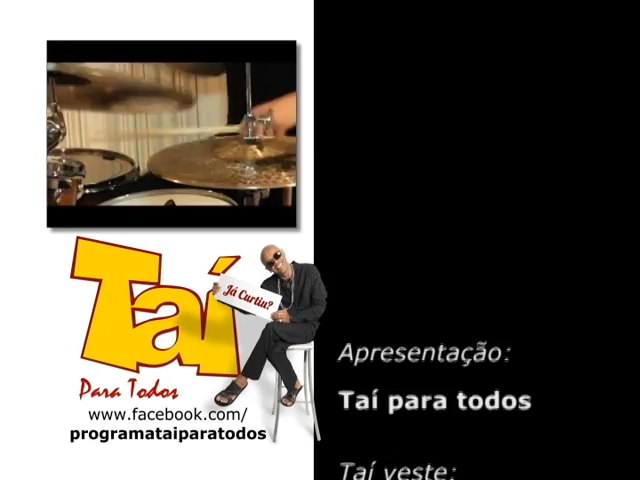 Taí
Já Curtiu?
Para Todos
www.facebook.com/
programataiparatodos
Apresentação:
Taí para todos
Taí veste: